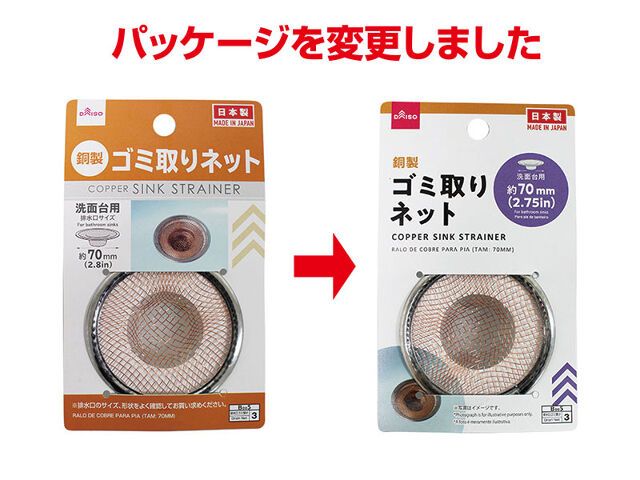 パッケージを変更しました
DAISO
日本製
MADE IN JAPAN
銅製
ゴミ取りネット
COPPER SINK STRAINER
洗面台用
排水口サイズ
For bathroom sinks
約70mm
(2.8in)
※排水口のサイズ、形状をよく確認してお買い求めください。
RALO DE COBRE PARA PIA (TAM: 70MM)
3
DAISO
日本製
MADE IN JAPAN
銅製
ゴミ取り
ネット
COPPER SINK STRAINER
RALO DE COBRE PARA PIA (TAM: 70MM)
洗面台用
約70mm
(2.75in)
For bathroom sinks
Para pia de banheiro
※写真はイメージです。
*Photograph is for illustrative purposes only.
*A foto é meramente ilustrativa.
3